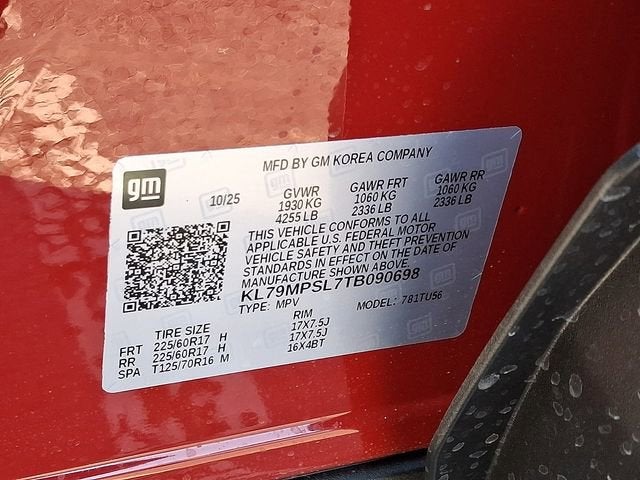 MFD BY GM KOREA COMPANY
gm
10/25 GVWR GAWR FRT GAWR RR
1930 KG 1060 KG 1060 KG
4255 LB 2336 LB 2336 LB
THIS VEHICLE CONFORMS TO ALL
APPLICABLE U.S. FEDERAL MOTOR
VEHICLE SAFETY AND THEFT PREVENTION
STANDARDS IN EFFECT ON THE DATE OF
MANUFACTURE SHOWN ABOVE.
KL79MPSL7TB090698
TYPE: MPV MODEL: 781TU56
TIRE SIZE RIM
FRT 225/60R17 H 17X7.5J
RR 225/60R17 H 17X7.5J
SPA T125/70R16 M 16X4BT